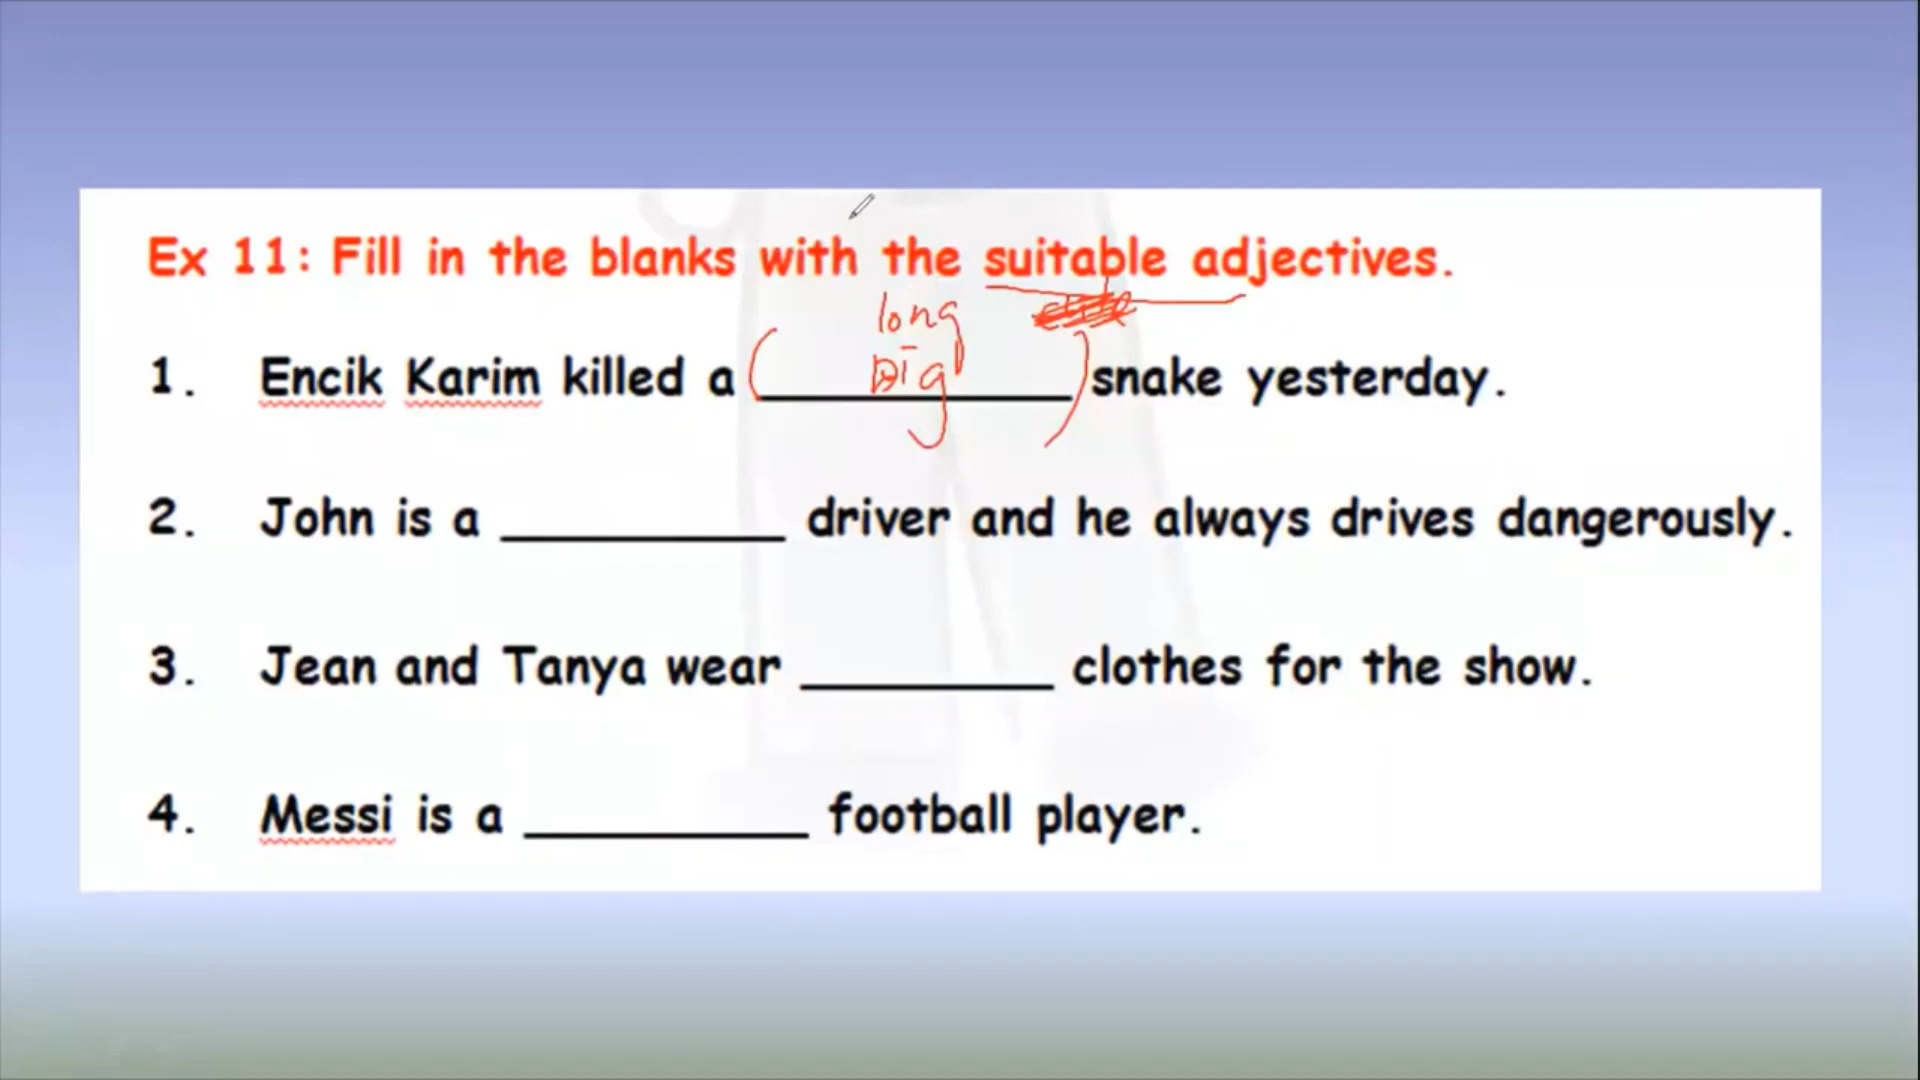 Ex 11: Fill in the blanks with the suitable adjectives.
long
Big
1. Encik Karim killed a ( __________ ) snake yesterday.
2. John is a __________ driver and he always drives dangerously.
3. Jean and Tanya wear __________ clothes for the show.
4. Messi is a __________ football player.